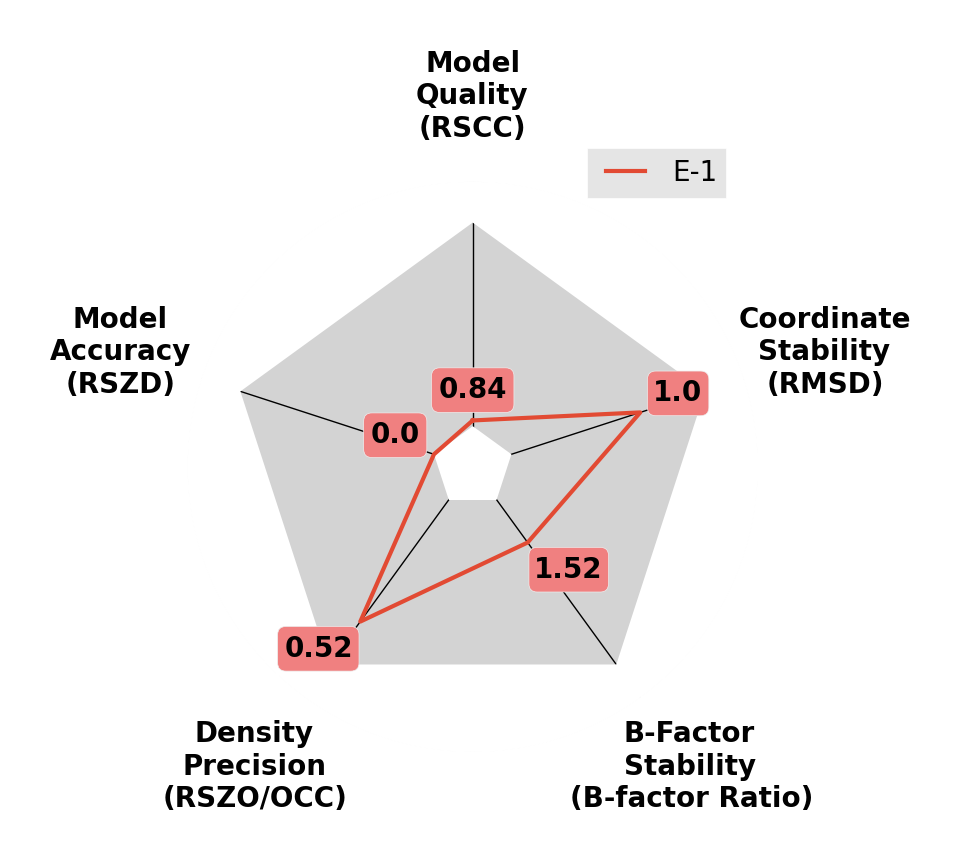 Model
Quality
(RSCC)
E-1
Model
Accuracy
(RSZD)
Coordinate
Stability
(RMSD)
0.84
1.0
0.0
1.52
0.52
Density
Precision
(RSZO/OCC)
B-Factor
Stability
(B-factor Ratio)